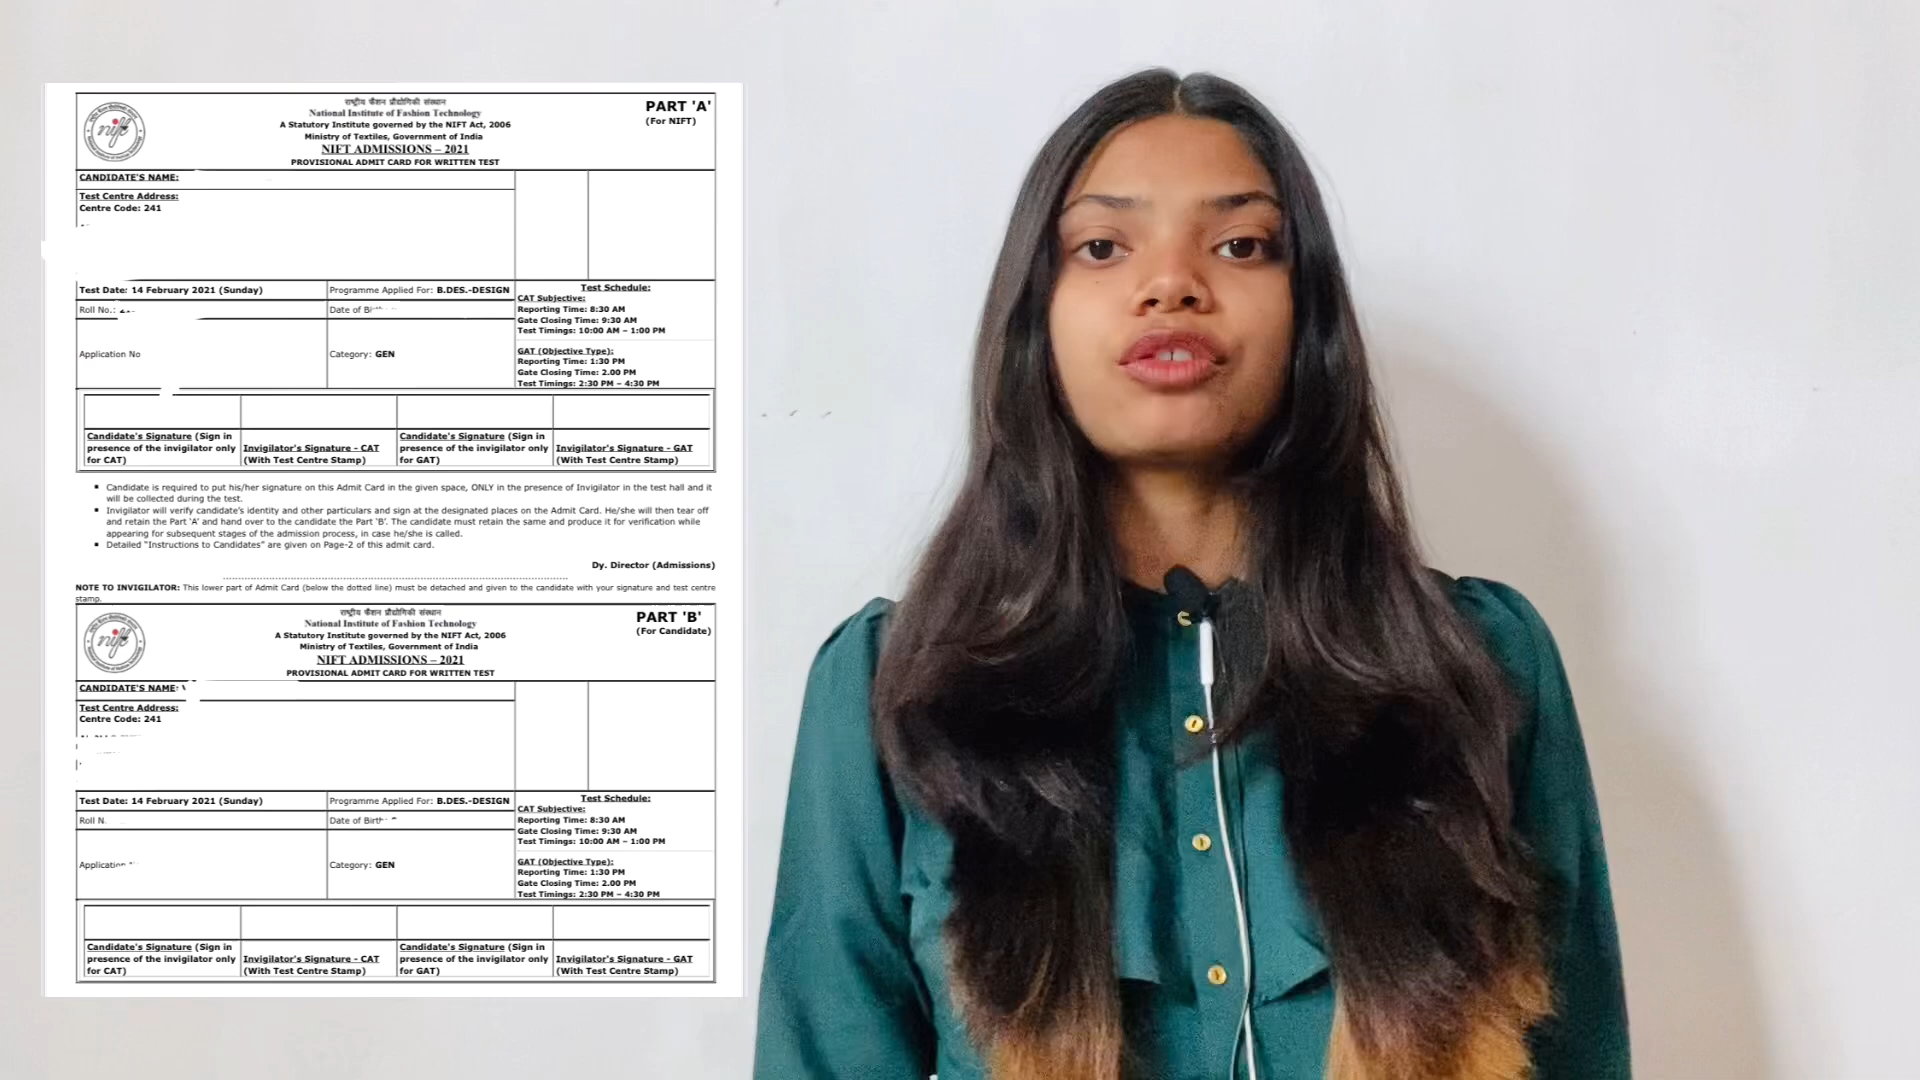 राष्ट्रीय फैशन प्रौद्योगिकी संस्थान
National Institute of Fashion Technology
A Statutory Institute governed by the NIFT Act, 2006
Ministry of Textiles, Government of India
NIFT ADMISSIONS – 2021
PROVISIONAL ADMIT CARD FOR WRITTEN TEST
PART 'A'
(For NIFT)
nift
CANDIDATE'S NAME:
Test Centre Address:
Centre Code: 241
Test Date: 14 February 2021 (Sunday)
Programme Applied For: B.DES.-DESIGN
Roll No.:
Date of
Application No
Category: GEN
Test Schedule:
CAT Subjective:
Reporting Time: 8:30 AM
Gate Closing Time: 9:30 AM
Test Timings: 10:00 AM – 1:00 PM
GAT (Objective Type):
Reporting Time: 1:30 PM
Gate Closing Time: 2.00 PM
Test Timings: 2:30 PM – 4:30 PM
Candidate's Signature (Sign in
presence of the invigilator only
for CAT)
Invigilator's Signature - CAT
(With Test Centre Stamp)
Candidate's Signature (Sign in
presence of the invigilator only
for GAT)
Invigilator's Signature - GAT
(With Test Centre Stamp)
▪ Candidate is required to put his/her signature on this Admit Card in the given space, ONLY in the presence of Invigilator in the test hall and it
will be collected during the test.
▪ Invigilator will verify candidate's identity and other particulars and sign at the designated places on the Admit Card. He/she will then tear off
and retain the Part 'A' and hand over to the candidate the Part 'B'. The candidate must retain the same and produce it for verification while
appearing for subsequent stages of the admission process, in case he/she is called.
▪ Detailed "Instructions to Candidates" are given on Page-2 of this admit card.
Dy. Director (Admissions)
NOTE TO INVIGILATOR: This lower part of Admit Card (below the dotted line) must be detached and given to the candidate with your signature and test centre
stamp.
राष्ट्रीय फैशन प्रौद्योगिकी संस्थान
National Institute of Fashion Technology
A Statutory Institute governed by the NIFT Act, 2006
Ministry of Textiles, Government of India
NIFT ADMISSIONS – 2021
PROVISIONAL ADMIT CARD FOR WRITTEN TEST
PART 'B'
(For Candidate)
nift
CANDIDATE'S NAME:
Test Centre Address:
Centre Code: 241
Test Date: 14 February 2021 (Sunday)
Programme Applied For: B.DES.-DESIGN
Roll N.
Date of Birth
Application
Category: GEN
Test Schedule:
CAT Subjective:
Reporting Time: 8:30 AM
Gate Closing Time: 9:30 AM
Test Timings: 10:00 AM – 1:00 PM
GAT (Objective Type):
Reporting Time: 1:30 PM
Gate Closing Time: 2.00 PM
Test Timings: 2:30 PM – 4:30 PM
Candidate's Signature (Sign in
presence of the invigilator only
for CAT)
Invigilator's Signature - CAT
(With Test Centre Stamp)
Candidate's Signature (Sign in
presence of the invigilator only
for GAT)
Invigilator's Signature - GAT
(With Test Centre Stamp)